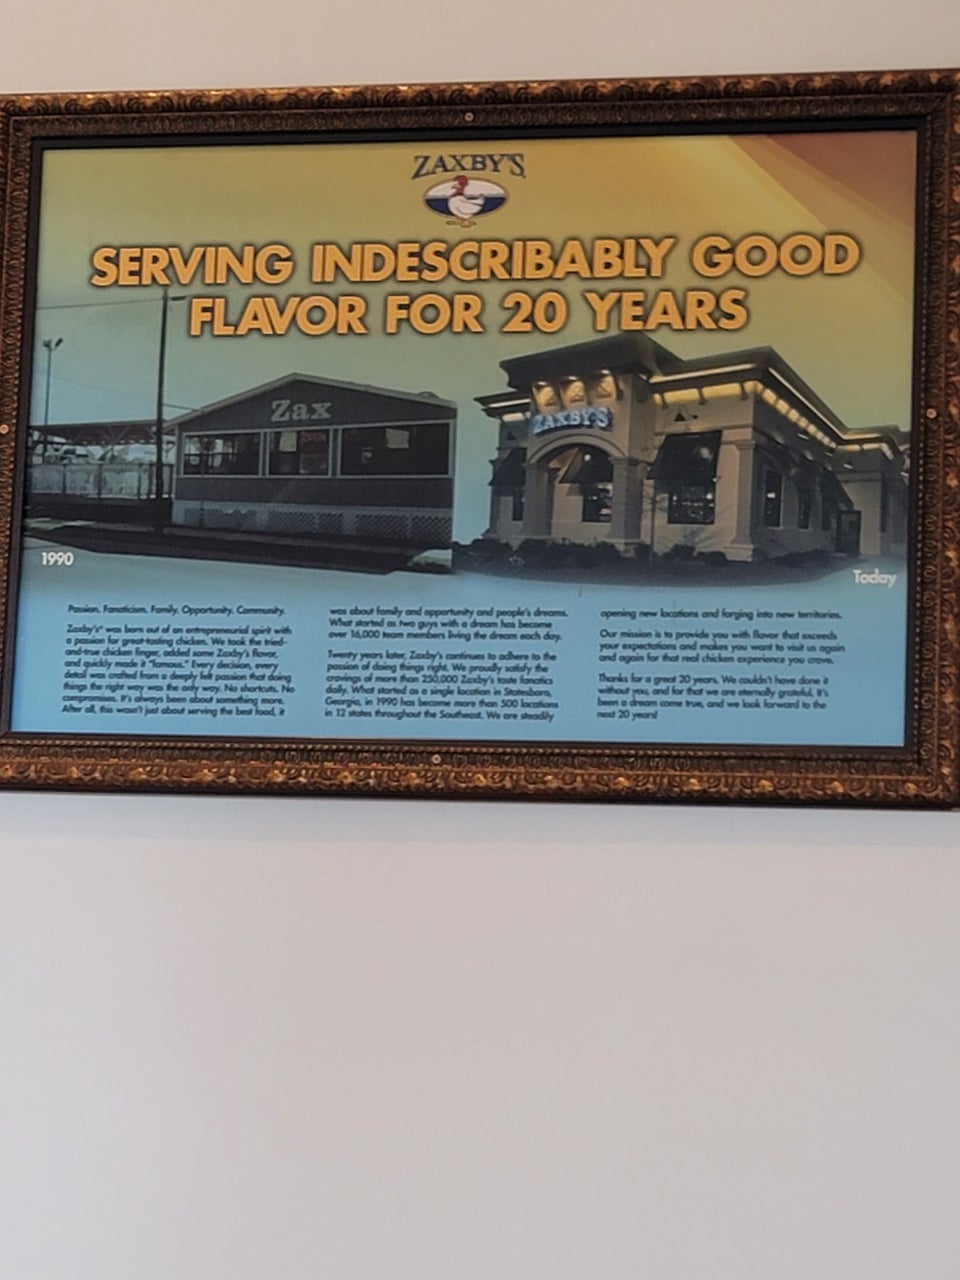 ZAXBY'S
SERVING INDESCRIBABLY GOOD
FLAVOR FOR 20 YEARS
Zax
ZAXBY'S
1990
Today
Passion. Fanaticism. Family. Opportunity. Community.
Zaxby's® was born out of an entrepreneurial spirit with
a passion for great-tasting chicken. We took the tried-
and-true chicken finger, added some Zaxby's flavor,
and quickly made it "famous." Every decision, every
detail was crafted from a deeply felt passion that doing
things the right way was the only way. No shortcuts. No
compromises. It's always been about something more.
After all, this wasn't just about serving the best food, it
was about family and opportunity and people's dreams.
What started as two guys with a dream has become
over 16,000 team members living the dream each day.
Twenty years later, Zaxby's continues to adhere to the
passion of doing things right. We proudly satisfy the
cravings of more than 250,000 Zaxby's taste fanatics
daily. What started as a single location in Statesboro,
Georgia, in 1990 has become more than 500 locations
in 12 states throughout the Southeast. We are steadily
opening new locations and forging into new territories.
Our mission is to provide you with flavor that exceeds
your expectations and makes you want to visit us again
and again for that real chicken experience you crave.
Thanks for a great 20 years. We couldn't have done it
without you, and for that we are eternally grateful. It's
been a dream come true, and we look forward to the
next 20 years!